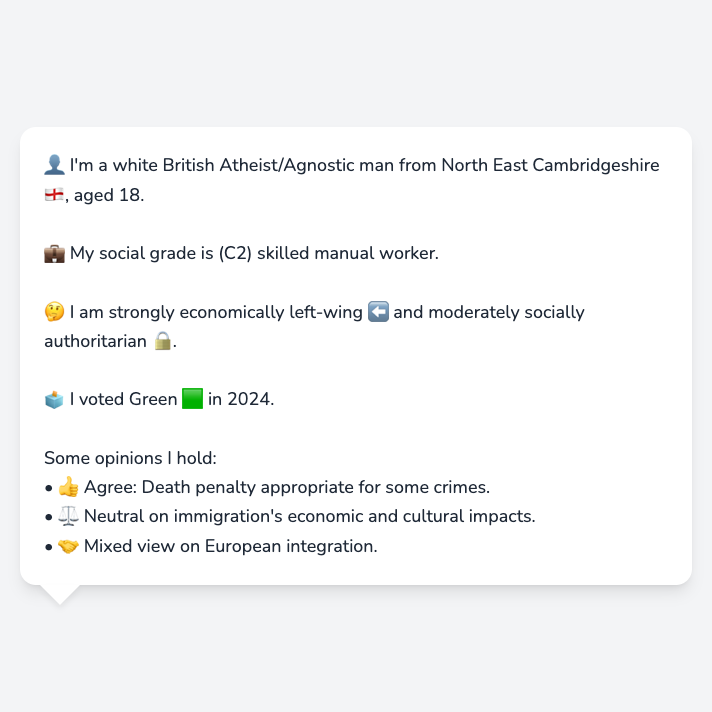 👤 I'm a white British Atheist/Agnostic man from North East Cambridgeshire
🏴󠁧󠁢󠁥󠁮󠁧󠁿, aged 18.
💼 My social grade is (C2) skilled manual worker.
🤔 I am strongly economically left-wing ⬅️ and moderately socially
authoritarian 🔒.
🗳️ I voted Green 🟩 in 2024.
Some opinions I hold:
• 👍 Agree: Death penalty appropriate for some crimes.
• ⚖️ Neutral on immigration's economic and cultural impacts.
• 🤝 Mixed view on European integration.